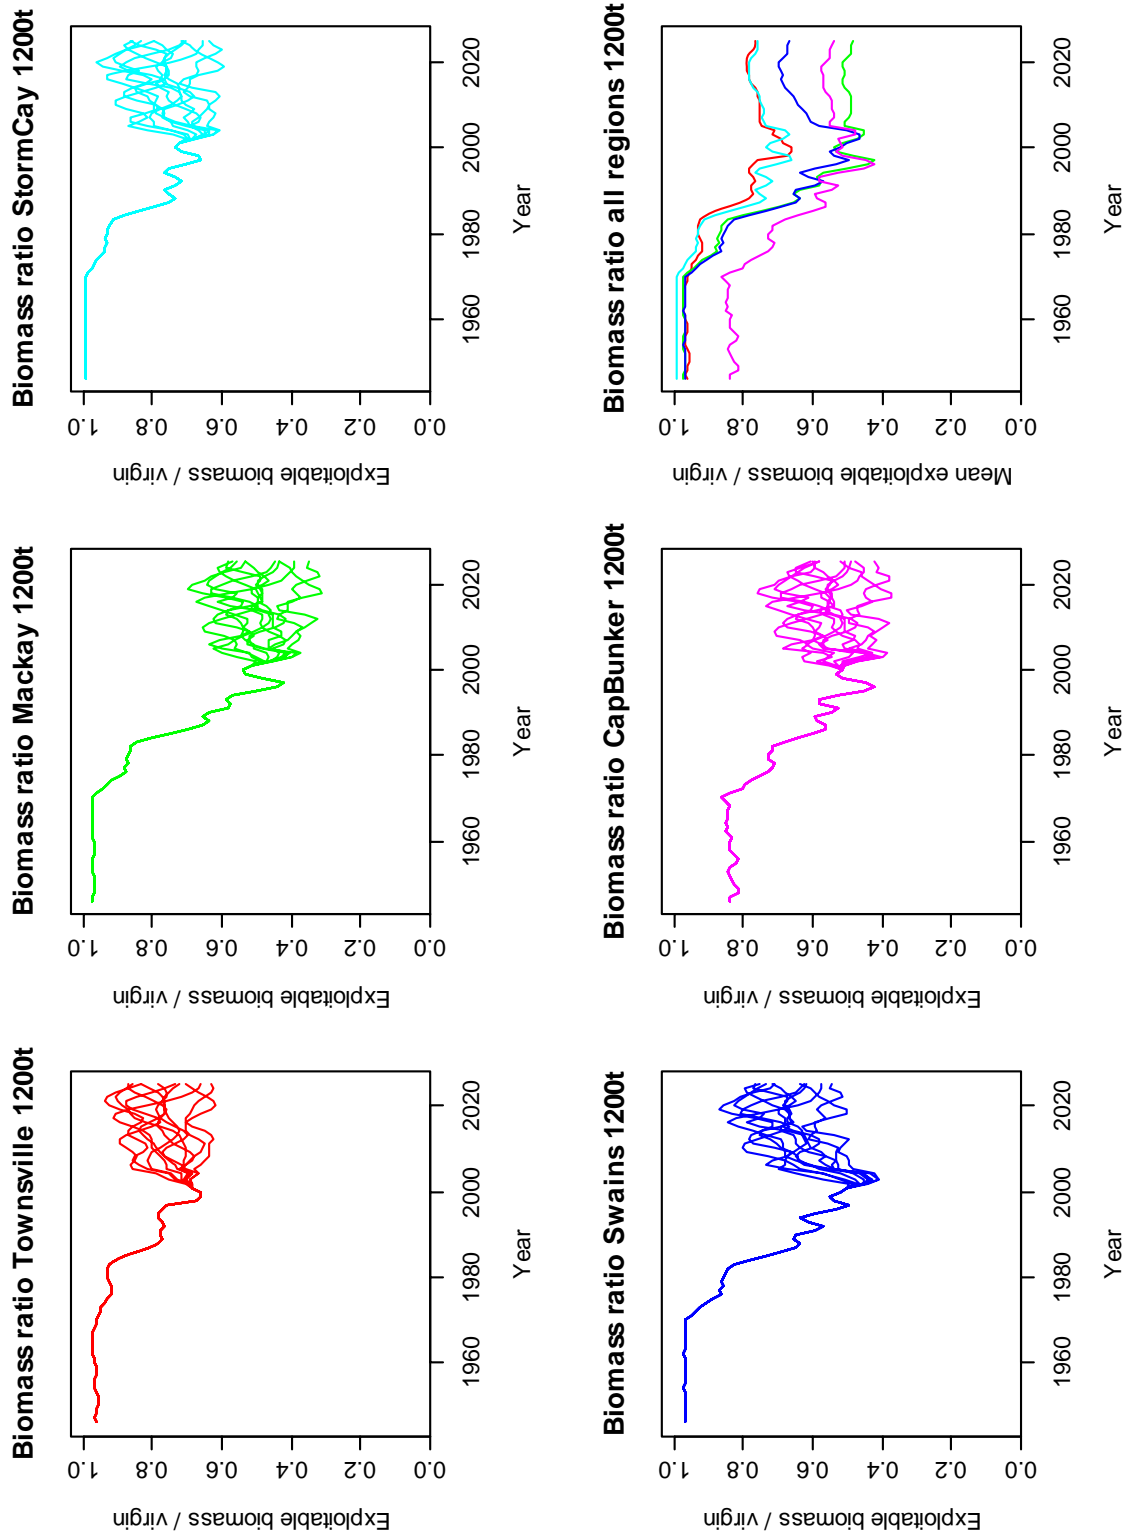 Biomass ratio Townsville 1200t
Exploitable biomass / virgin
0.0 0.2 0.4 0.6 0.8 1.0
1960 1980 2000 2020
Year
Biomass ratio Mackay 1200t
Exploitable biomass / virgin
0.0 0.2 0.4 0.6 0.8 1.0
1960 1980 2000 2020
Year
Biomass ratio StormCay 1200t
Exploitable biomass / virgin
0.0 0.2 0.4 0.6 0.8 1.0
1960 1980 2000 2020
Year
Biomass ratio Swains 1200t
Exploitable biomass / virgin
0.0 0.2 0.4 0.6 0.8 1.0
1960 1980 2000 2020
Year
Biomass ratio CapBunker 1200t
Exploitable biomass / virgin
0.0 0.2 0.4 0.6 0.8 1.0
1960 1980 2000 2020
Year
Biomass ratio all regions 1200t
Mean exploitable biomass / virgin
0.0 0.2 0.4 0.6 0.8 1.0
1960 1980 2000 2020
Year